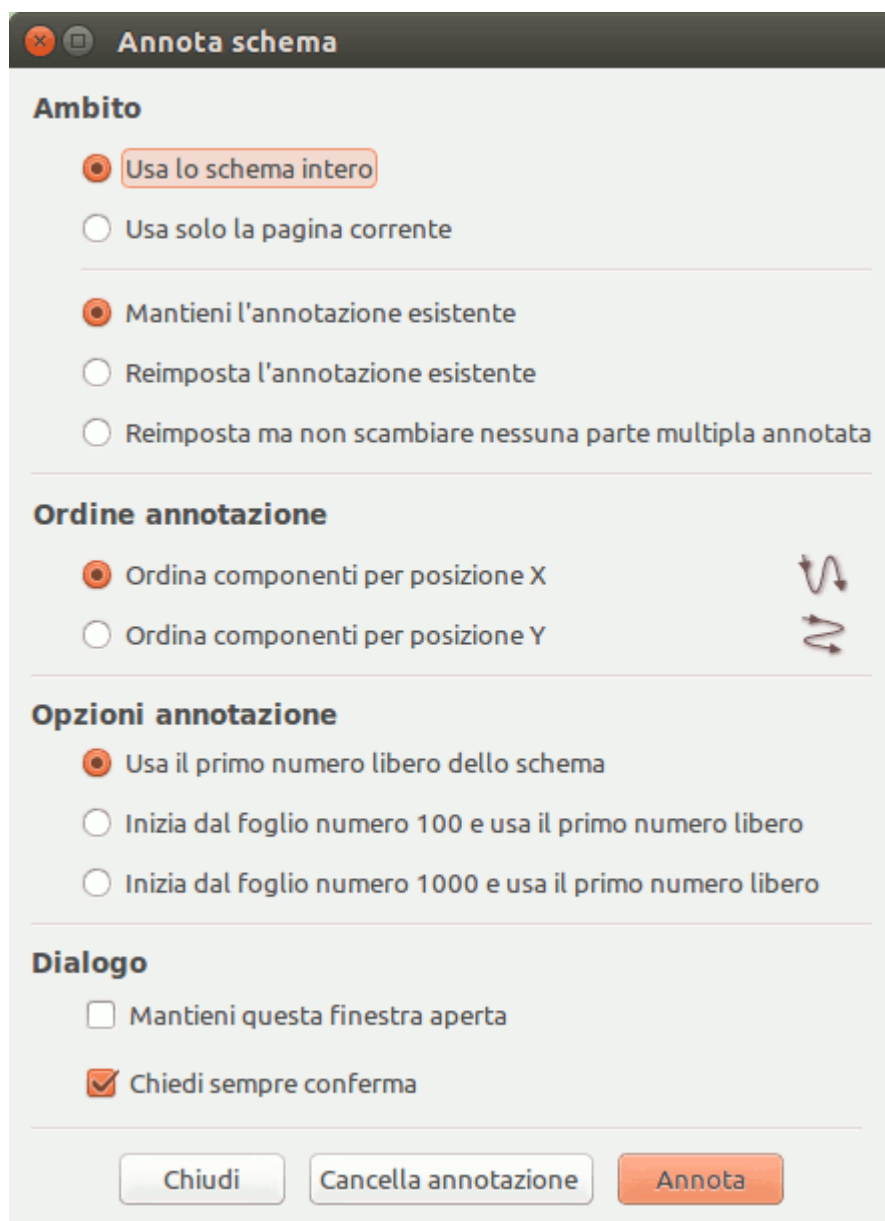 Annota schema
Ambito
Usa lo schema intero
Usa solo la pagina corrente
Mantieni l'annotazione esistente
Reimposta l'annotazione esistente
Reimposta ma non scambiare nessuna parte multipla annotata
Ordine annotazione
Ordina componenti per posizione X
Ordina componenti per posizione Y
Opzioni annotazione
Usa il primo numero libero dello schema
Inizia dal foglio numero 100 e usa il primo numero libero
Inizia dal foglio numero 1000 e usa il primo numero libero
Dialogo
Mantieni questa finestra aperta
Chiedi sempre conferma
Chiudi Cancella annotazione Annota